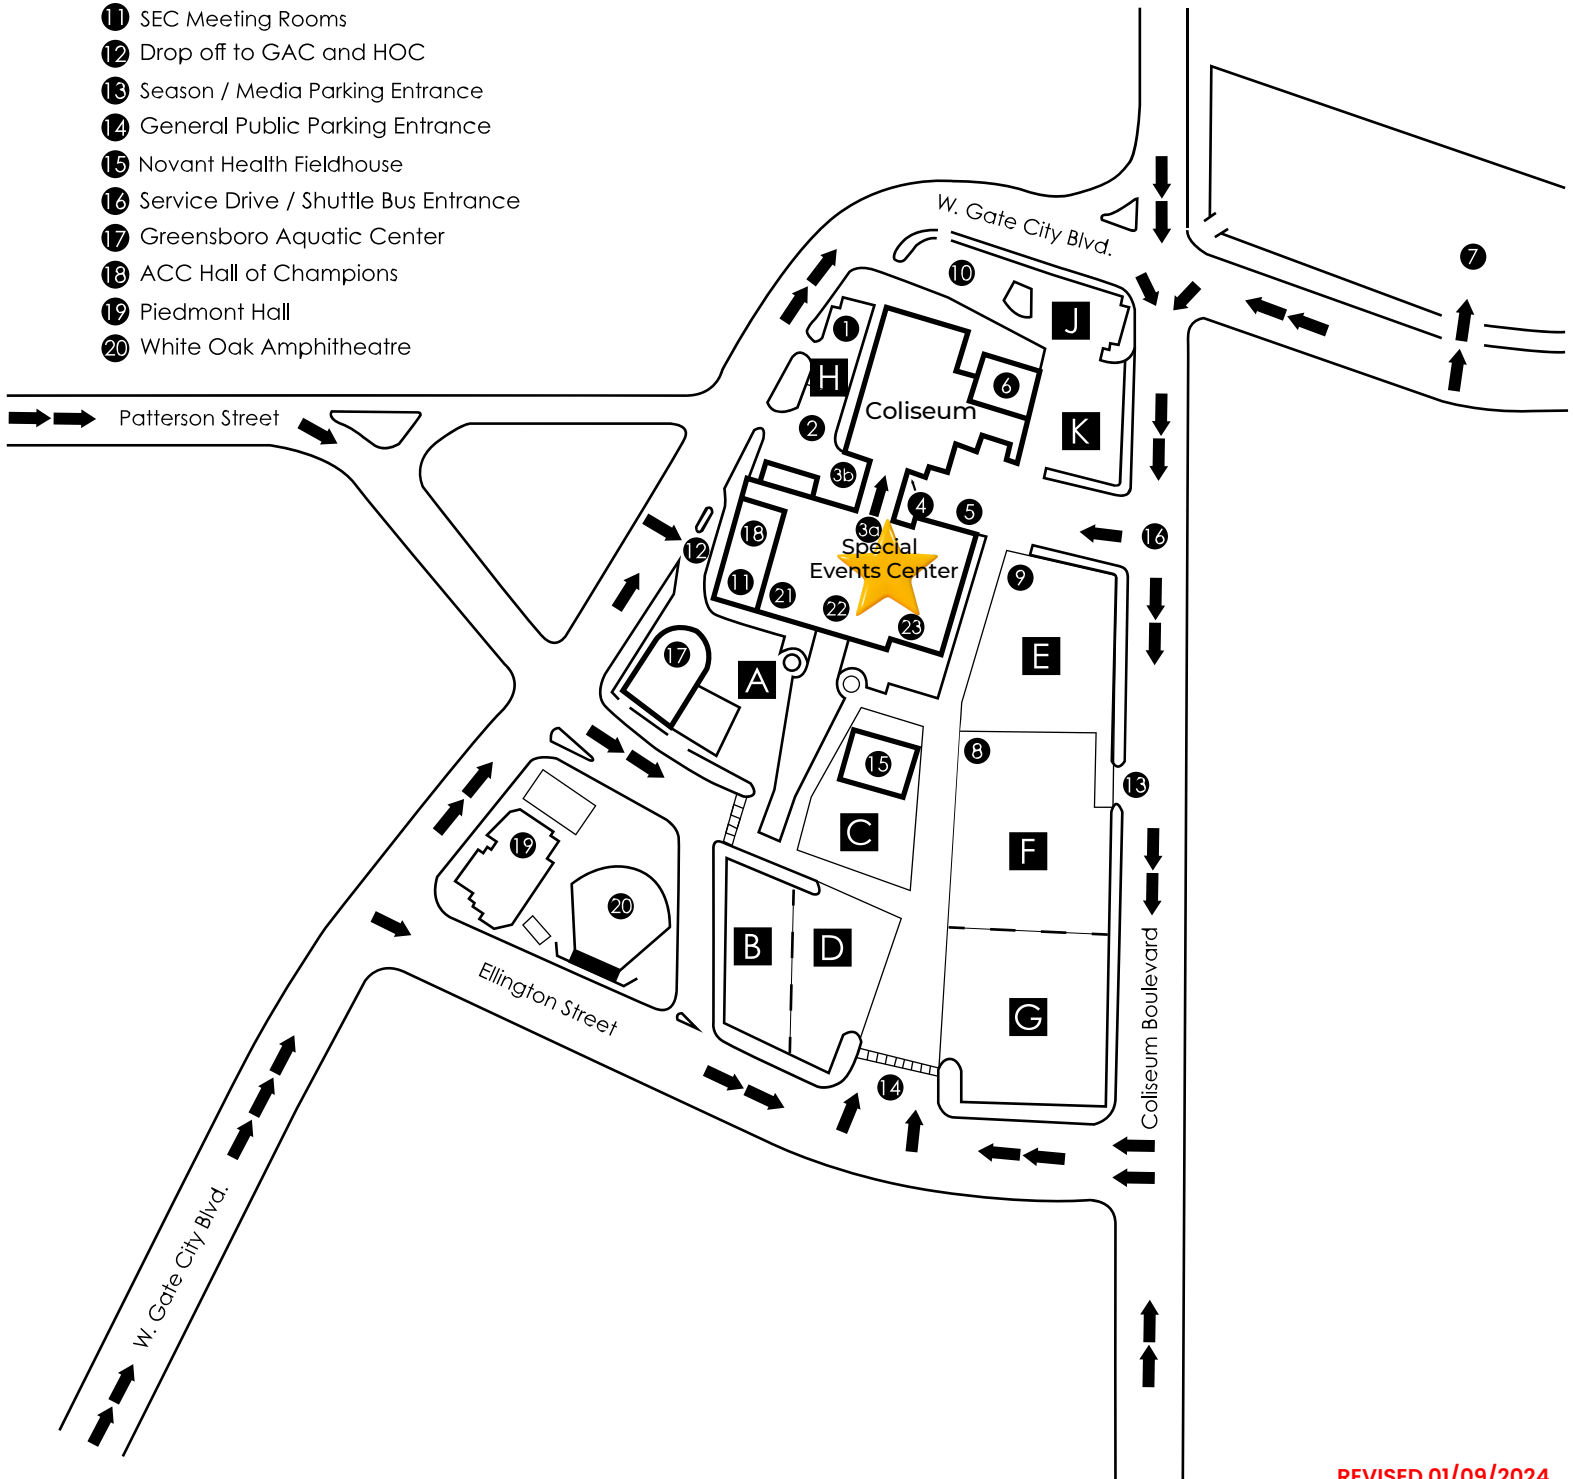 11 SEC Meeting Rooms
12 Drop off to GAC and HOC
13 Season / Media Parking Entrance
14 General Public Parking Entrance
15 Novant Health Fieldhouse
16 Service Drive / Shuttle Bus Entrance
17 Greensboro Aquatic Center
18 ACC Hall of Champions
19 Piedmont Hall
20 White Oak Amphitheatre
W. Gate City Blvd.
7
10
J
1
H
6
Patterson Street
Coliseum
K
2
3b
4
5
3a
18
12
16
Special
Events Center
9
11
21
22
23
17
A
E
8
15
13
C
F
19
20
B
D
G
Ellington Street
Coliseum Boulevard
14
W. Gate City Blvd.
REVISED 01/09/2024